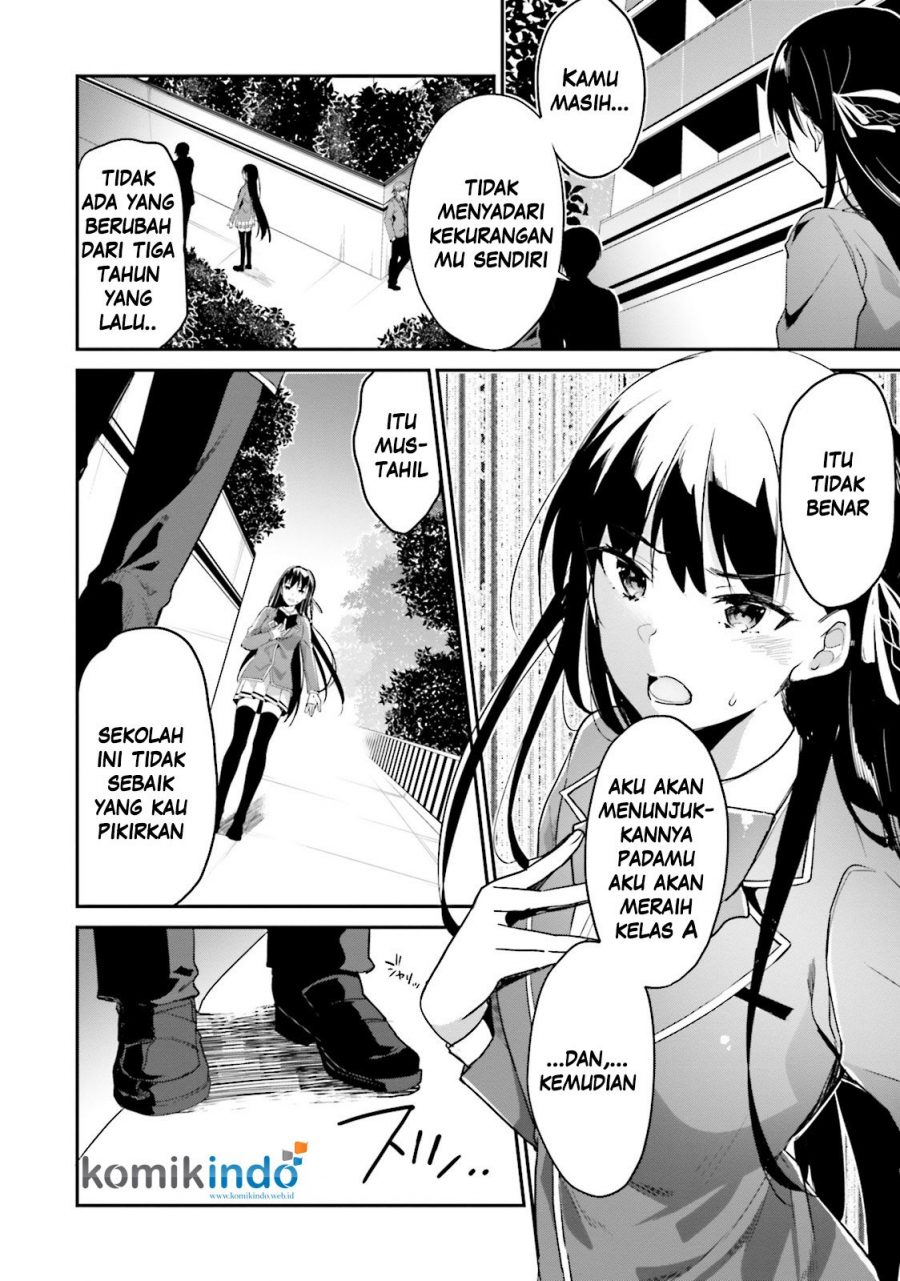 KAMU
MASIH...
TIDAK
MENYADARI
KEKURANGAN
MU SENDIRI
TIDAK
ADA YANG
BERUBAH
DARI TIGA
TAHUN
YANG
LALU..
ITU
TIDAK
BENAR
AKU AKAN
MENUNJUK-
KANNYA
PADAMU
AKU AKAN
MERAIH
KELAS A
...DAN,...
KEMUDIAN
ITU
MUS-
TAHIL
SEKOLAH
INI TIDAK
SEBAIK
YANG KAU
PIKIRKAN
komikindo
www.komikindo.web.id